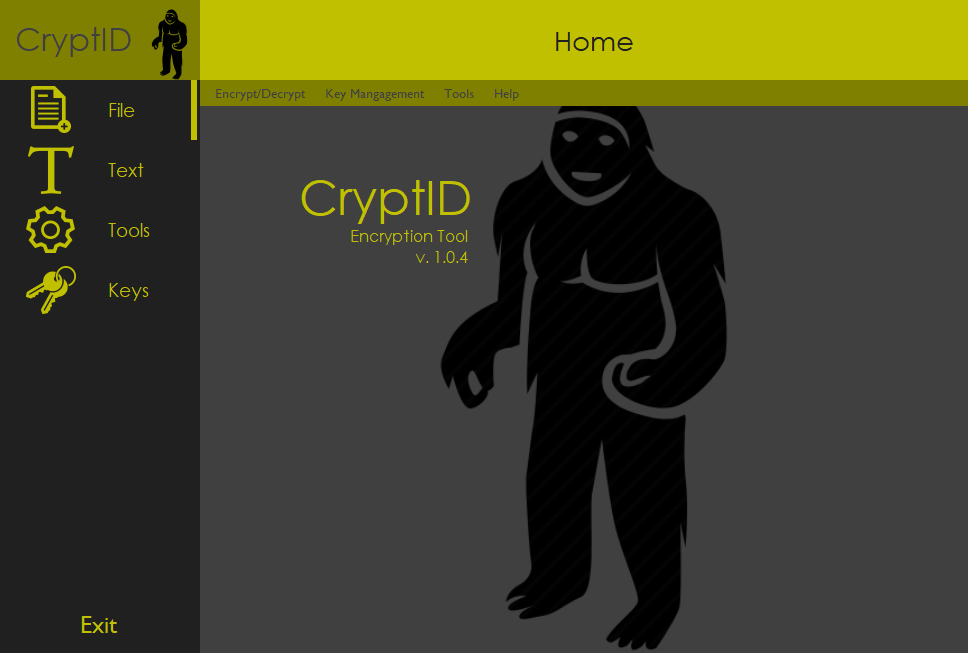 CryptID
Home
Encrypt/Decrypt Key Mangagement Tools Help
File
Text
Tools
Keys
CryptID
Encryption Tool
v. 1.0.4
Exit